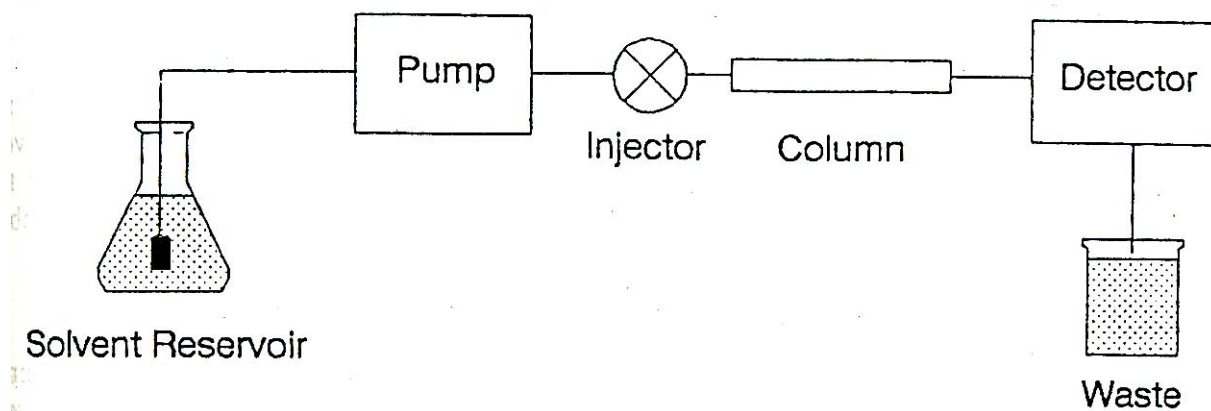 Pump
Detector
Injector
Column
Solvent Reservoir
Waste